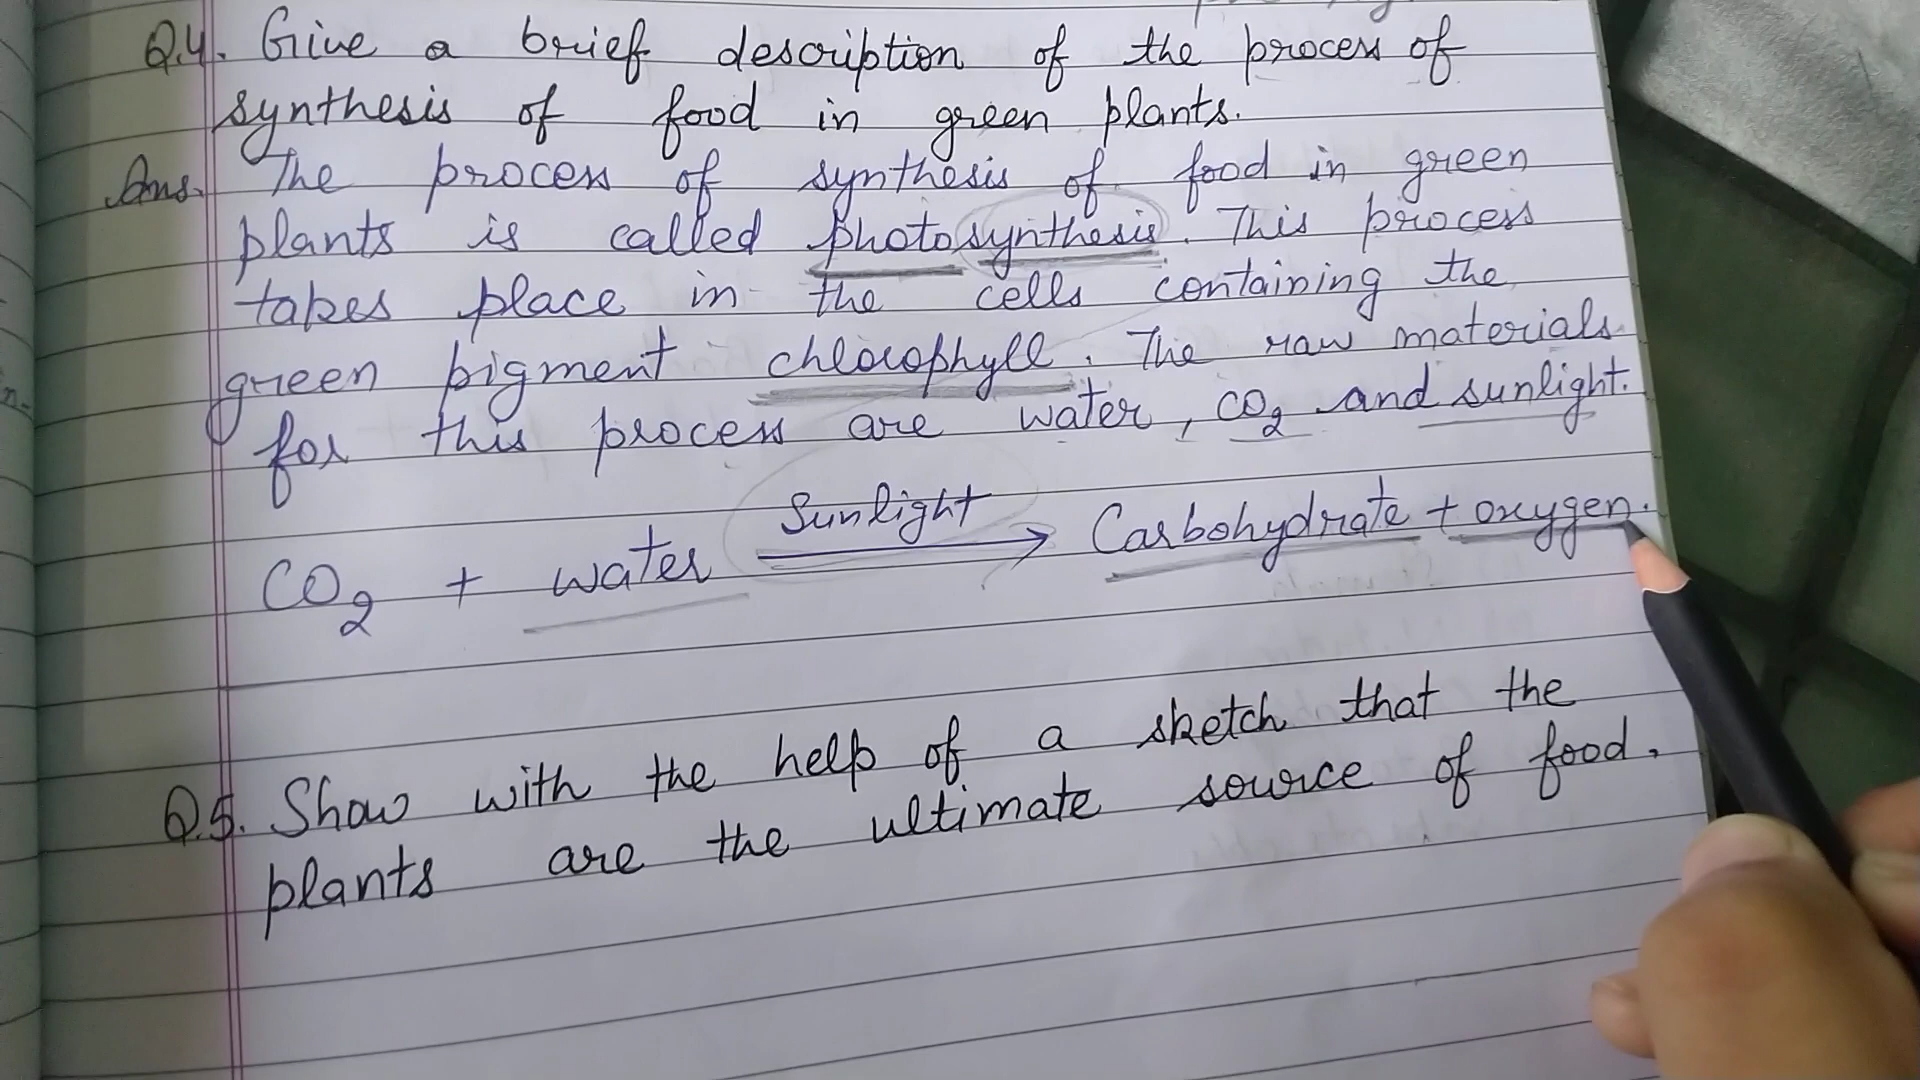 Q.4. Give a brief description of the process of
synthesis of food in green plants.
Ans. The process of synthesis of food in green
plants is called photosynthesis. This process
takes place in the cells containing the
green pigment chlorophyll. The raw materials
for this process are water, CO₂ and sunlight.
Sunlight
CO₂ + water → Carbohydrate + oxygen.
Q.5. Show with the help of a sketch that the
plants are the ultimate source of food.